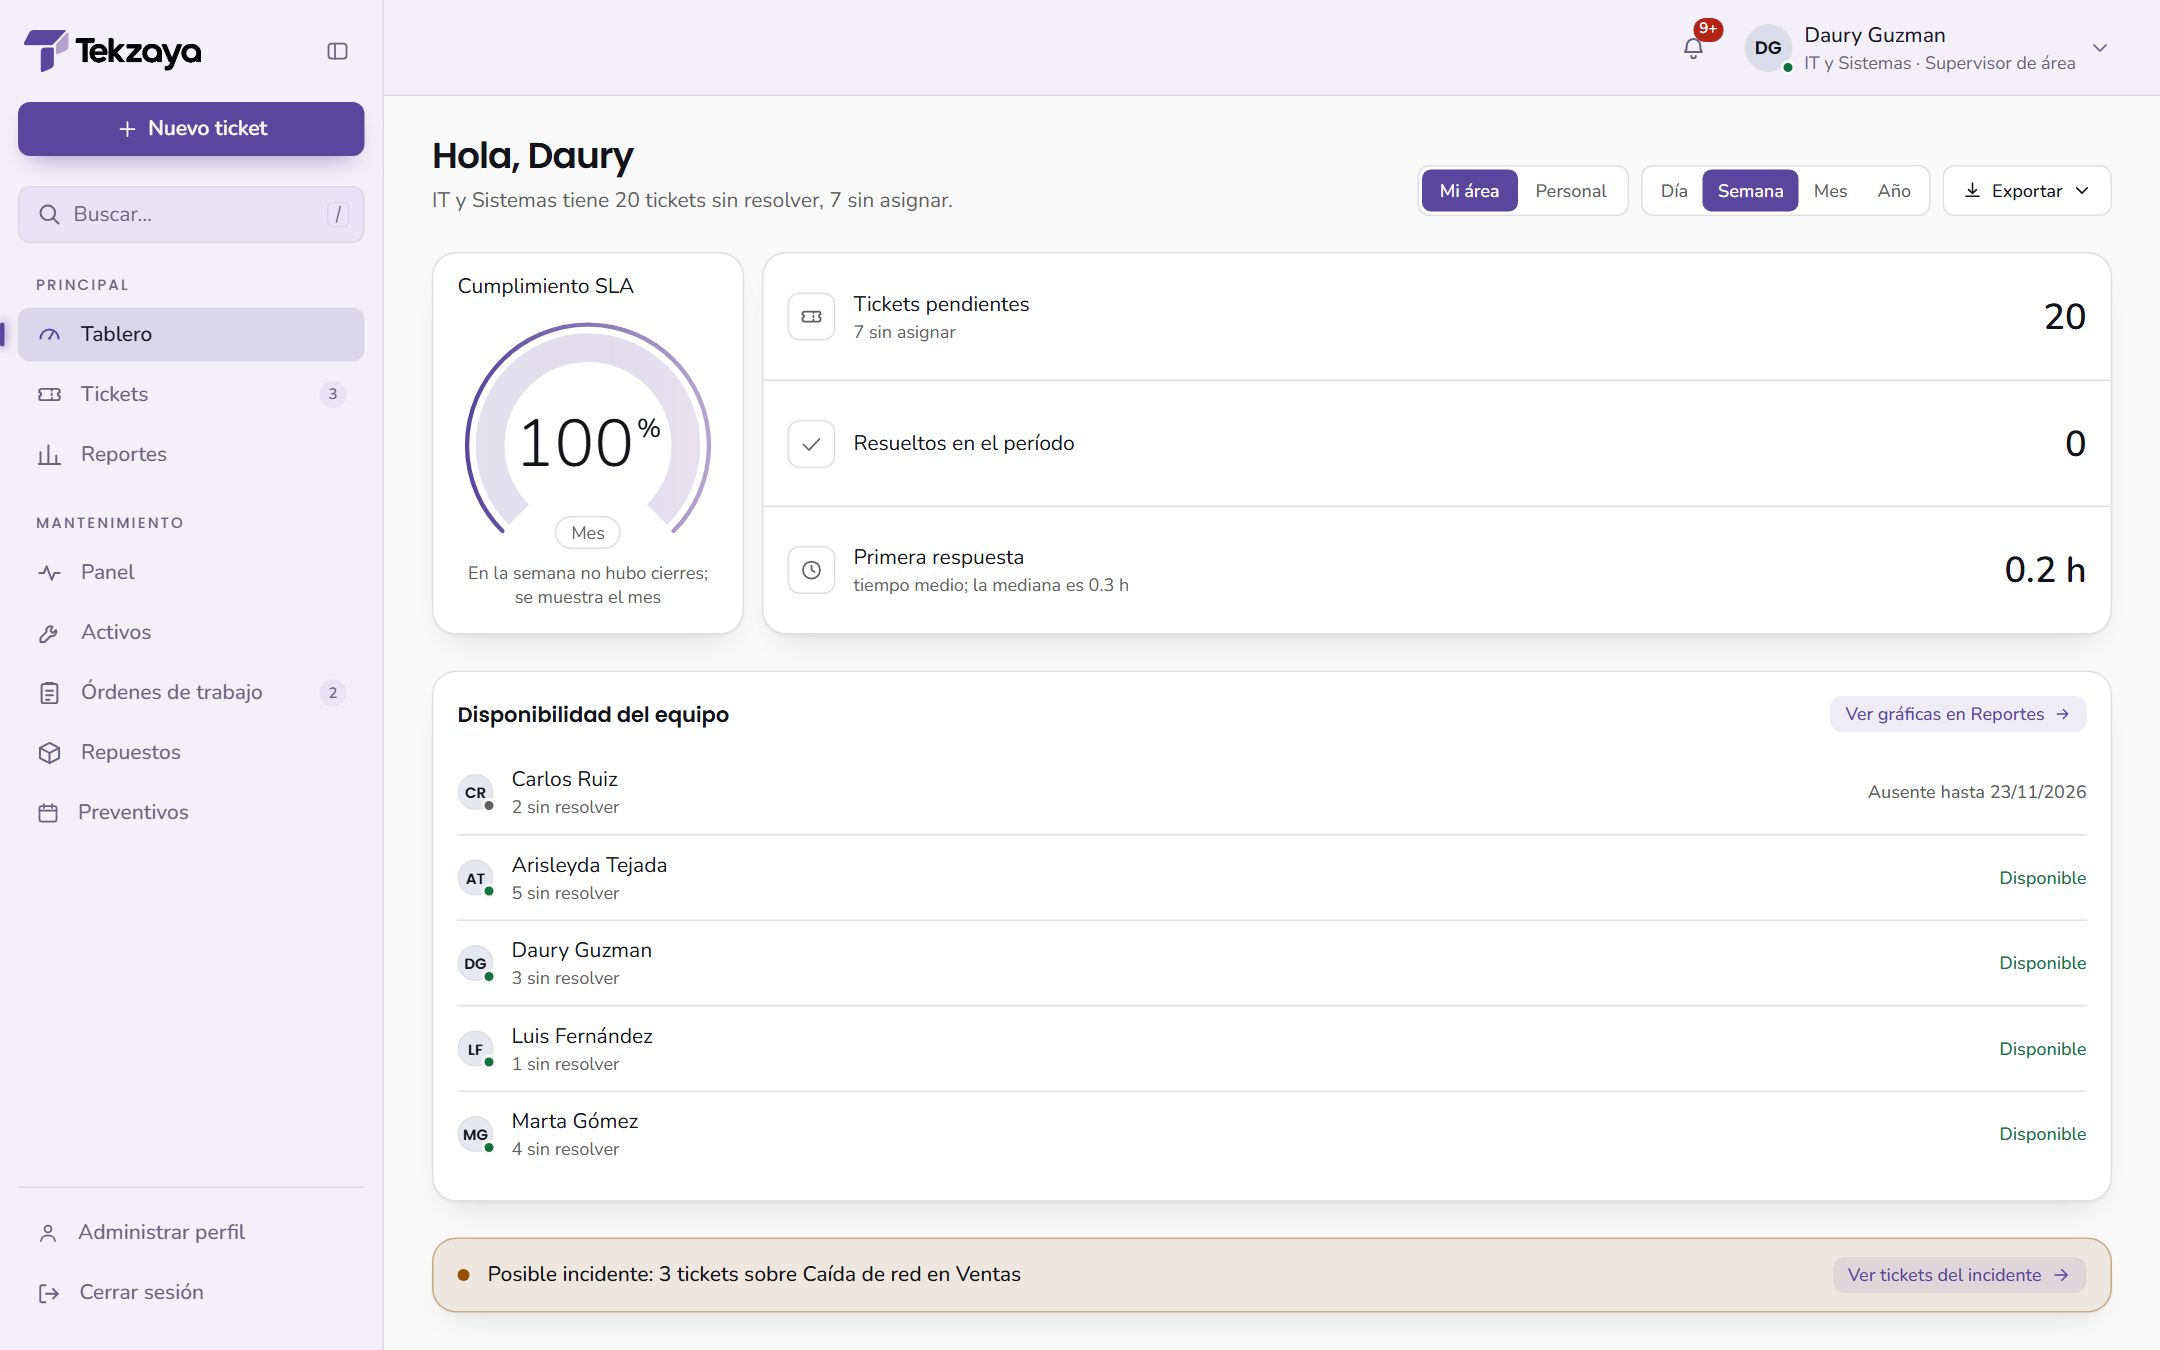 Tekzaya
Nuevo ticket
Buscar... /
PRINCIPAL
Tablero
Tickets 3
Reportes
MANTENIMIENTO
Panel
Activos
Órdenes de trabajo 2
Repuestos
Preventivos
Administrar perfil
Cerrar sesión
9+
DG
Daury Guzman
IT y Sistemas · Supervisor de área
Hola, Daury
IT y Sistemas tiene 20 tickets sin resolver, 7 sin asignar.
Mi área Personal
Día Semana Mes Año
Exportar
Cumplimiento SLA
100%
Mes
En la semana no hubo cierres;
se muestra el mes
Tickets pendientes
7 sin asignar
20
Resueltos en el período
0
Primera respuesta
tiempo medio; la mediana es 0.3 h
0.2 h
Disponibilidad del equipo
Ver gráficas en Reportes
CR
Carlos Ruiz
2 sin resolver
Ausente hasta 23/11/2026
AT
Arisleyda Tejada
5 sin resolver
Disponible
DG
Daury Guzman
3 sin resolver
Disponible
LF
Luis Fernández
1 sin resolver
Disponible
MG
Marta Gómez
4 sin resolver
Disponible
Posible incidente: 3 tickets sobre Caída de red en Ventas
Ver tickets del incidente